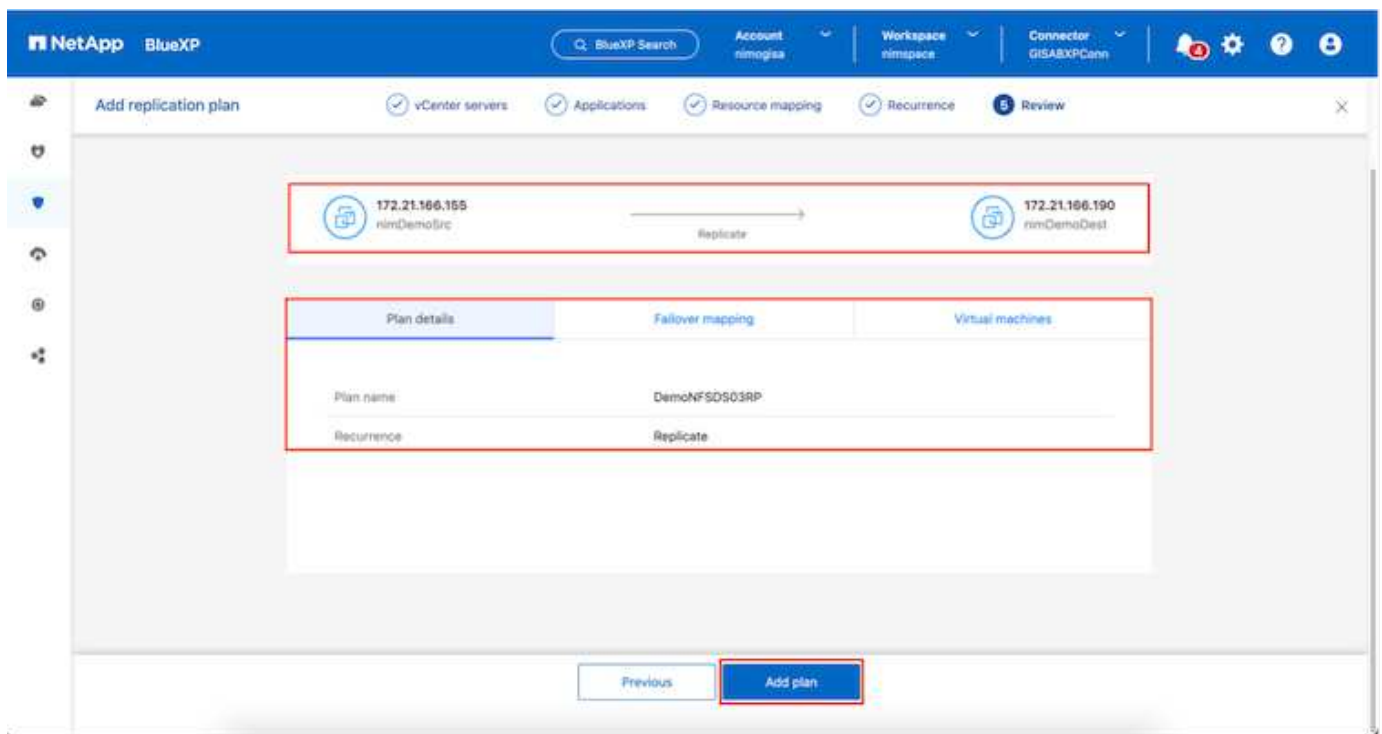 NetApp BlueXP
BlueXP Search
Account
nimogisa
Workspace
nimspace
Connector
GISABXPConn
4
Add replication plan
vCenter servers
Applications
Resource mapping
Recurrence
5 Review
172.21.166.155
nimDemoSrc
Replicate
172.21.166.190
nimDemoDest
Plan details
Failover mapping
Virtual machines
Plan name
DemoNFSDS03RP
Recurrence
Replicate
Previous
Add plan